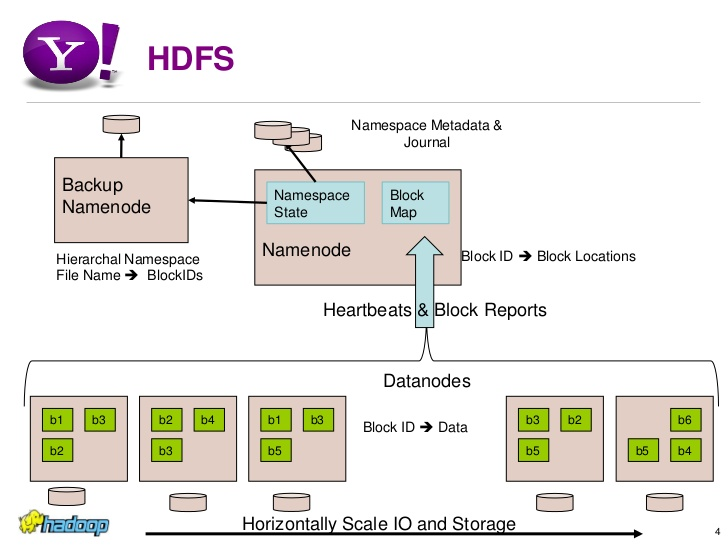 Y!
HDFS
Namespace Metadata &
Journal
Backup
Namenode
Namespace
State
Block
Map
Namenode
Hierarchal Namespace
File Name ➔ BlockIDs
Block ID ➔ Block Locations
Heartbeats & Block Reports
Datanodes
b1 b3
b2
b2 b4
b3
b1 b3
b5
Block ID ➔ Data
b3 b2
b5
b6
b5 b4
hadoop
Horizontally Scale IO and Storage
4